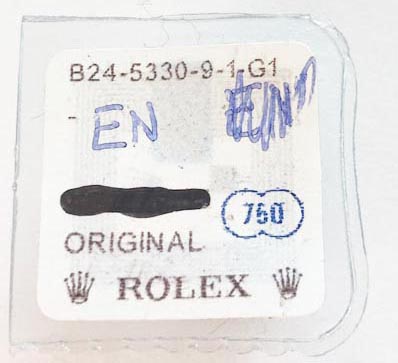 B24-5330-9-1-G1
- EN
750
ORIGINAL
ROLEX